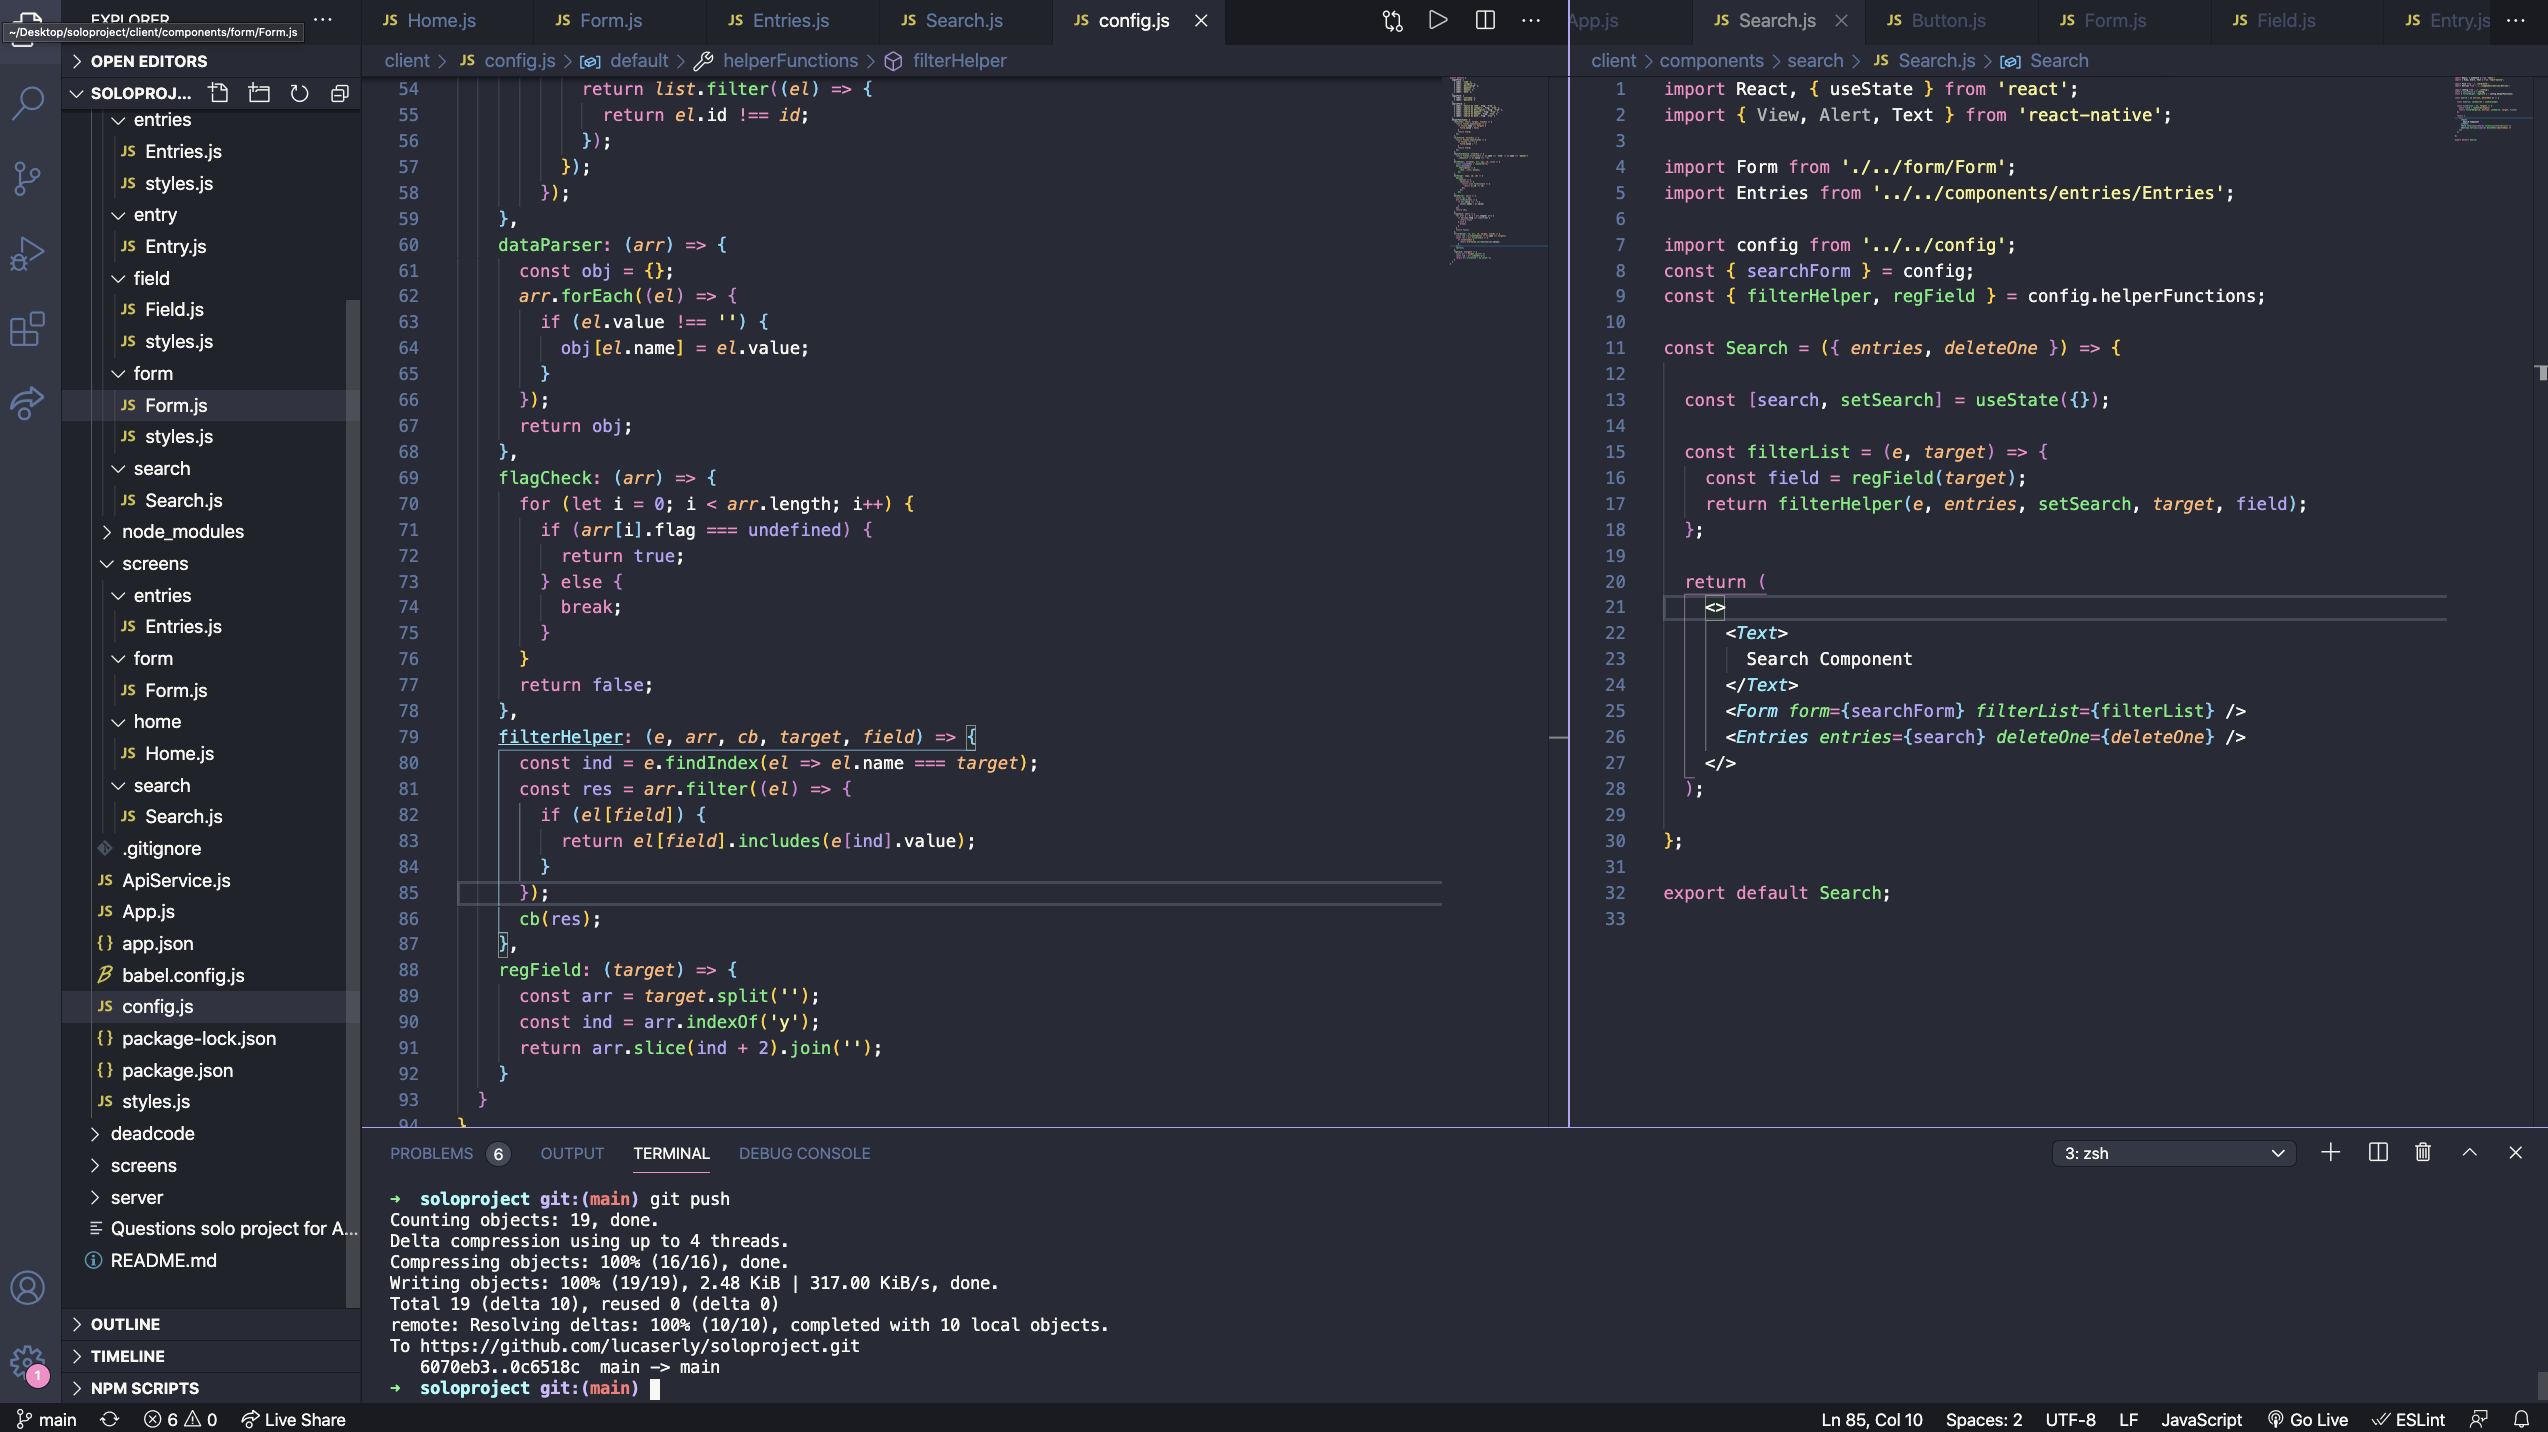 EXPLORER
~/Desktop/soloproject/client/components/form/Form.js
OPEN EDITORS
SOLOPROJ...
entries
JS Entries.js
JS styles.js
entry
JS Entry.js
field
JS Field.js
JS styles.js
form
JS Form.js
JS styles.js
search
JS Search.js
node_modules
screens
entries
JS Entries.js
form
JS Form.js
home
JS Home.js
search
JS Search.js
.gitignore
JS ApiService.js
JS App.js
{} app.json
babel.config.js
JS config.js
{} package-lock.json
{} package.json
JS styles.js
deadcode
screens
server
Questions solo project for A...
README.md
OUTLINE
TIMELINE
NPM SCRIPTS
1
JS Home.js JS Form.js JS Entries.js JS Search.js JS config.js
client > JS config.js > default > helperFunctions > filterHelper
54 return list.filter((el) => {
55 return el.id !== id;
56 });
57 });
58 });
59 },
60 dataParser: (arr) => {
61 const obj = {};
62 arr.forEach((el) => {
63 if (el.value !== '') {
64 obj[el.name] = el.value;
65 }
66 });
67 return obj;
68 },
69 flagCheck: (arr) => {
70 for (let i = 0; i < arr.length; i++) {
71 if (arr[i].flag === undefined) {
72 return true;
73 } else {
74 break;
75 }
76 }
77 return false;
78 },
79 filterHelper: (e, arr, cb, target, field) => {
80 const ind = e.findIndex(el => el.name === target);
81 const res = arr.filter((el) => {
82 if (el[field]) {
83 return el[field].includes(e[ind].value);
84 }
85 });
86 cb(res);
87 },
88 regField: (target) => {
89 const arr = target.split('');
90 const ind = arr.indexOf('y');
91 return arr.slice(ind + 2).join('');
92 }
93 }
94 }
App.js JS Search.js JS Button.js JS Form.js JS Field.js JS Entry.js
client > components > search > JS Search.js > Search
1 import React, { useState } from 'react';
2 import { View, Alert, Text } from 'react-native';
3
4 import Form from './../form/Form';
5 import Entries from '../../components/entries/Entries';
6
7 import config from '../../config';
8 const { searchForm } = config;
9 const { filterHelper, regField } = config.helperFunctions;
10
11 const Search = ({ entries, deleteOne }) => {
12
13 const [search, setSearch] = useState({});
14
15 const filterList = (e, target) => {
16 const field = regField(target);
17 return filterHelper(e, entries, setSearch, target, field);
18 };
19
20 return (
21 <>
22 <Text>
23 Search Component
24 </Text>
25 <Form form={searchForm} filterList={filterList} />
26 <Entries entries={search} deleteOne={deleteOne} />
27 </>
28 );
29
30 };
31
32 export default Search;
33
PROBLEMS 6 OUTPUT TERMINAL DEBUG CONSOLE 3: zsh
→ soloproject git:(main) git push
Counting objects: 19, done.
Delta compression using up to 4 threads.
Compressing objects: 100% (16/16), done.
Writing objects: 100% (19/19), 2.48 KiB | 317.00 KiB/s, done.
Total 19 (delta 10), reused 0 (delta 0)
remote: Resolving deltas: 100% (10/10), completed with 10 local objects.
To https://github.com/lucaserly/soloproject.git
6070eb3..0c6518c main -> main
→ soloproject git:(main)
main 6 0 Live Share Ln 85, Col 10 Spaces: 2 UTF-8 LF JavaScript Go Live ESLint